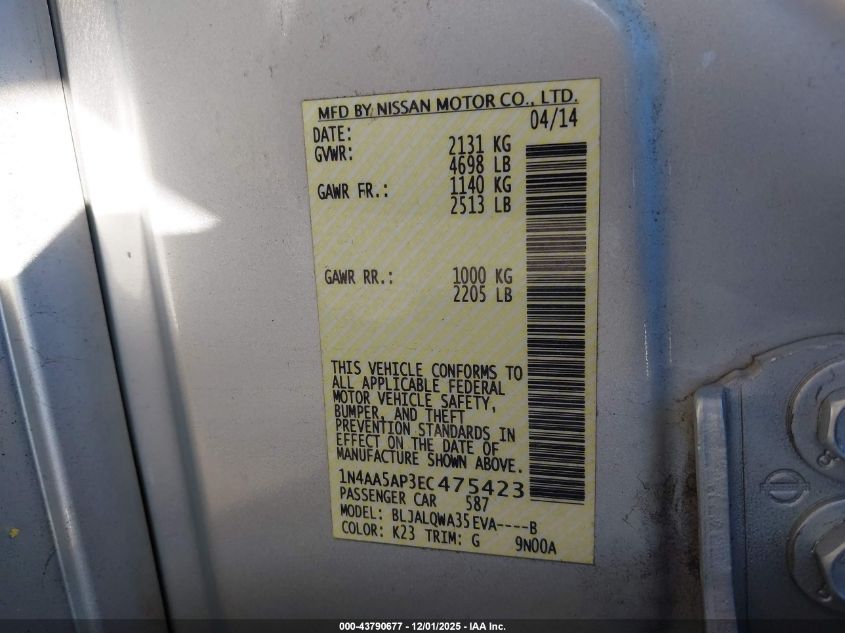 MFD BY NISSAN MOTOR CO., LTD.
DATE: 04/14
GVWR: 2131 KG
4698 LB
GAWR FR.: 1140 KG
2513 LB
GAWR RR.: 1000 KG
2205 LB
THIS VEHICLE CONFORMS TO
ALL APPLICABLE FEDERAL
MOTOR VEHICLE SAFETY,
BUMPER, AND THEFT
PREVENTION STANDARDS IN
EFFECT ON THE DATE OF
MANUFACTURE SHOWN ABOVE.
1N4AA5AP3EC475423
PASSENGER CAR 587
MODEL: BLJALQWA35EVA----B
COLOR: K23 TRIM: G 9N00A
000-43790677 - 12/01/2025 - IAA Inc.